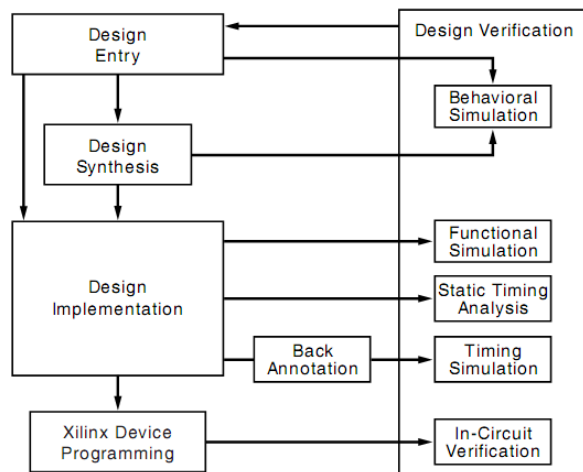 Design
Entry
Design Verification
Behavioral
Simulation
Design
Synthesis
Functional
Simulation
Design
Implementation
Static Timing
Analysis
Back
Annotation
Timing
Simulation
Xilinx Device
Programming
In-Circuit
Verification